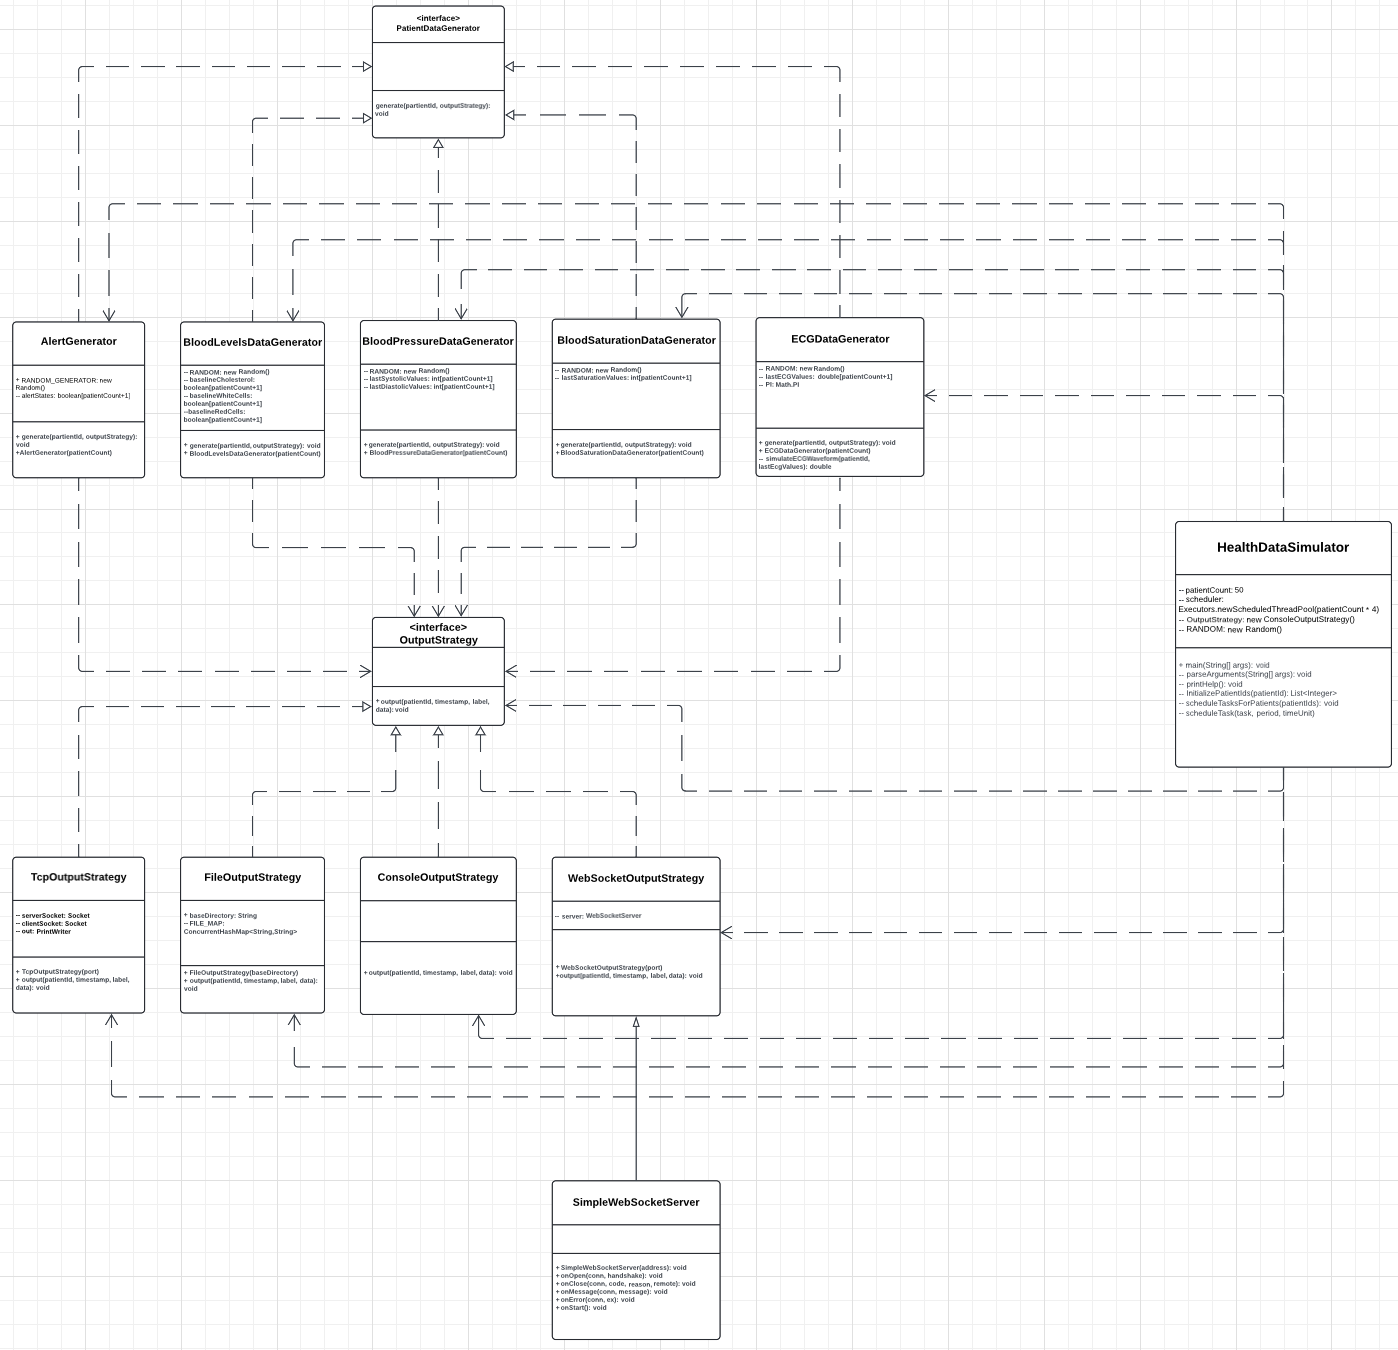 <interface>
PatientDataGenerator
generate(partientId, outputStrategy):
void
AlertGenerator
+ RANDOM_GENERATOR: new
Random()
-- alertStates: boolean[patientCount+1]
+ generate(partientId, outputStrategy):
void
+AlertGenerator(patientCount)
BloodLevelsDataGenerator
-- RANDOM: new Random()
-- baselineCholesterol:
boolean[patientCount+1]
-- baselineWhiteCells:
boolean[patientCount+1]
--baselineRedCells:
boolean[patientCount+1]
+ generate(partientId, outputStrategy): void
+ BloodLevelsDataGenerator(patientCount)
BloodPressureDataGenerator
-- RANDOM: new Random()
-- lastSystolicValues: int[patientCount+1]
-- lastDiastolicValues: int[patientCount+1]
+ generate(partientId, outputStrategy): void
+ BloodPressureDataGenerator(patientCount)
BloodSaturationDataGenerator
-- RANDOM: new Random()
-- lastSaturationValues: int[patientCount+1]
+ generate(partientId, outputStrategy): void
+BloodSaturationDataGenerator(patientCount)
ECGDataGenerator
-- RANDOM: new Random()
-- lastECGValues: double[patientCount+1]
-- PI: Math.PI
+ generate(partientId, outputStrategy): void
+ ECGDataGenerator(patientCount)
-- simulateECGWaveform(patientId,
lastEcgValues): double
HealthDataSimulator
-- patientCount: 50
-- scheduler:
Executors.newScheduledThreadPool(patientCount * 4)
-- OutputStrategy: new ConsoleOutputStrategy()
-- RANDOM: new Random()
+ main(String[] args): void
-- parseArguments(String[] args): void
-- printHelp(): void
-- InitializePatientIds(patientId): List<Integer>
-- scheduleTasksForPatients(patientIds): void
-- scheduleTask(task, period, timeUnit)
<interface>
OutputStrategy
+ output(patientId, timestamp, label,
data): void
TcpOutputStrategy
-- serverSocket: Socket
-- clientSocket: Socket
-- out: PrintWriter
+ TcpOutputStrategy(port)
+ output(patientId, timestamp, label,
data): void
FileOutputStrategy
+ baseDirectory: String
-- FILE_MAP:
ConcurrentHashMap<String,String>
+ FileOutputStrategy(baseDirectory)
+ output(patientId, timestamp, label, data):
void
ConsoleOutputStrategy
+ output(patientId, timestamp, label, data): void
WebSocketOutputStrategy
-- server: WebSocketServer
+ WebSocketOutputStrategy(port)
+output(patientId, timestamp, label, data): void
SimpleWebSocketServer
+ SimpleWebSocketServer(address): void
+ onOpen(conn, handshake): void
+ onClose(conn, code, reason, remote): void
+ onMessage(conn, message): void
+ onError(conn, ex): void
+ onStart(): void